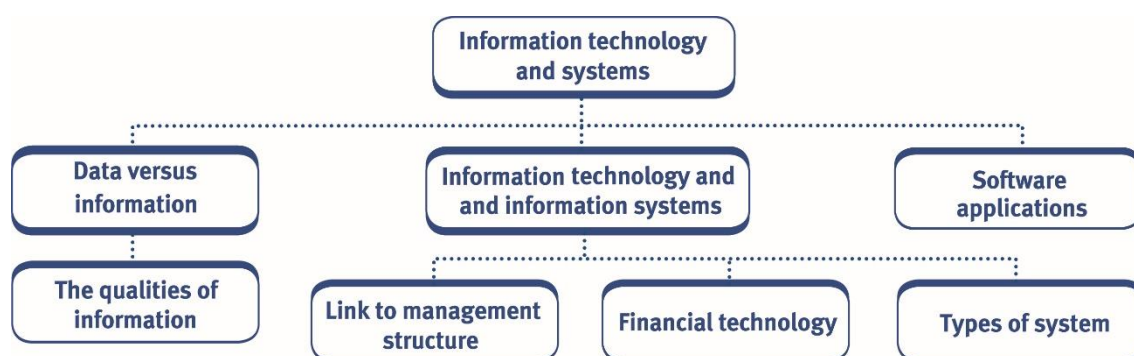 Information technology
and systems
Data versus
information
Information technology and
and information systems
Software
applications
The qualities of
information
Link to management
structure
Financial technology
Types of system